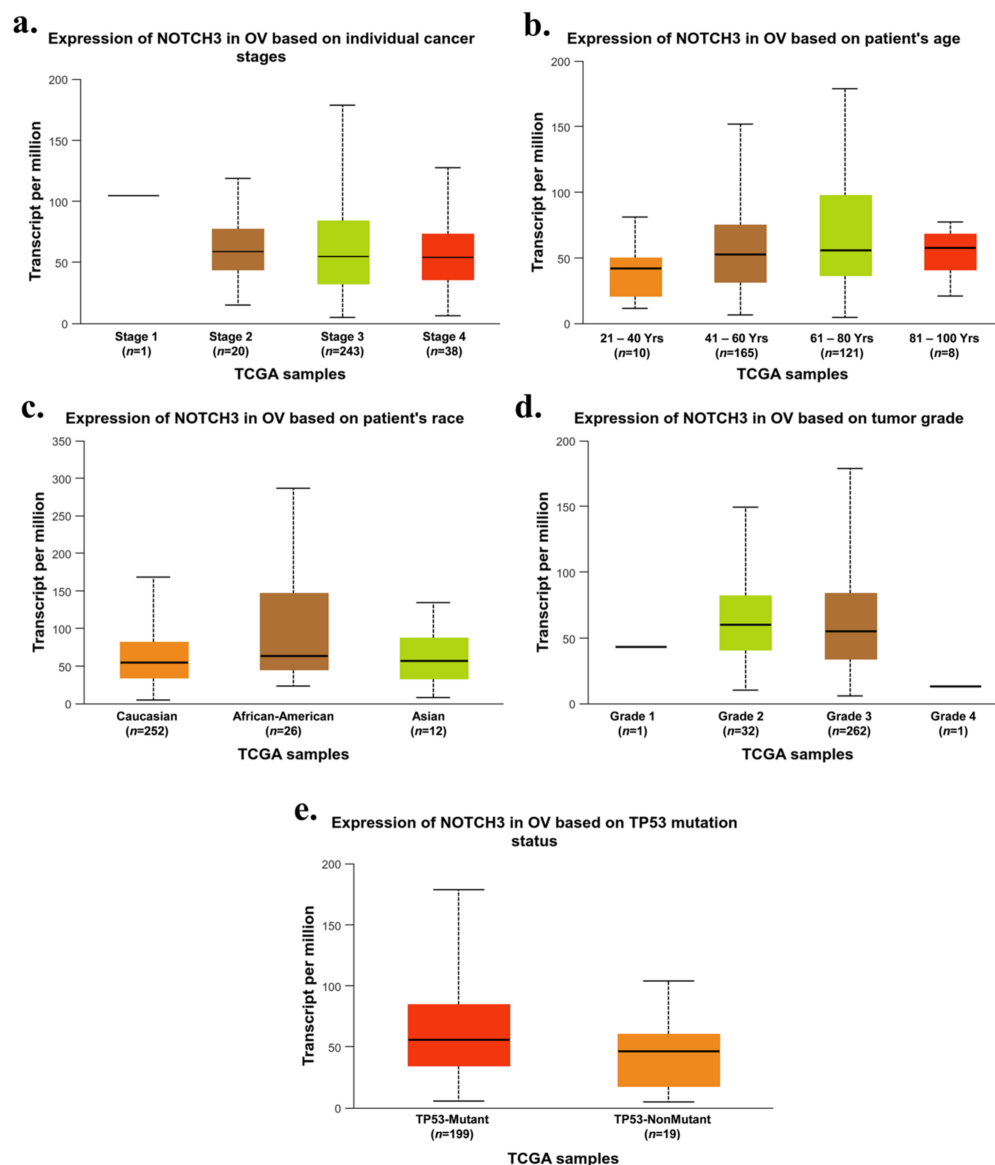 a.
Expression of NOTCH3 in OV based on individual cancer
stages
Transcript per million
200
150
100
50
0
Stage 1
(n=1)
Stage 2
(n=20)
Stage 3
(n=243)
Stage 4
(n=38)
TCGA samples
b.
Expression of NOTCH3 in OV based on patient's age
Transcript per million
200
150
100
50
0
21 – 40 Yrs
(n=10)
41 – 60 Yrs
(n=165)
61 – 80 Yrs
(n=121)
81 – 100 Yrs
(n=8)
TCGA samples
c.
Expression of NOTCH3 in OV based on patient's race
Transcript per million
350
300
250
200
150
100
50
0
Caucasian
(n=252)
African-American
(n=26)
Asian
(n=12)
TCGA samples
d.
Expression of NOTCH3 in OV based on tumor grade
Transcript per million
200
150
100
50
0
Grade 1
(n=1)
Grade 2
(n=32)
Grade 3
(n=262)
Grade 4
(n=1)
TCGA samples
e.
Expression of NOTCH3 in OV based on TP53 mutation
status
Transcript per million
200
150
100
50
0
TP53-Mutant
(n=199)
TP53-NonMutant
(n=19)
TCGA samples